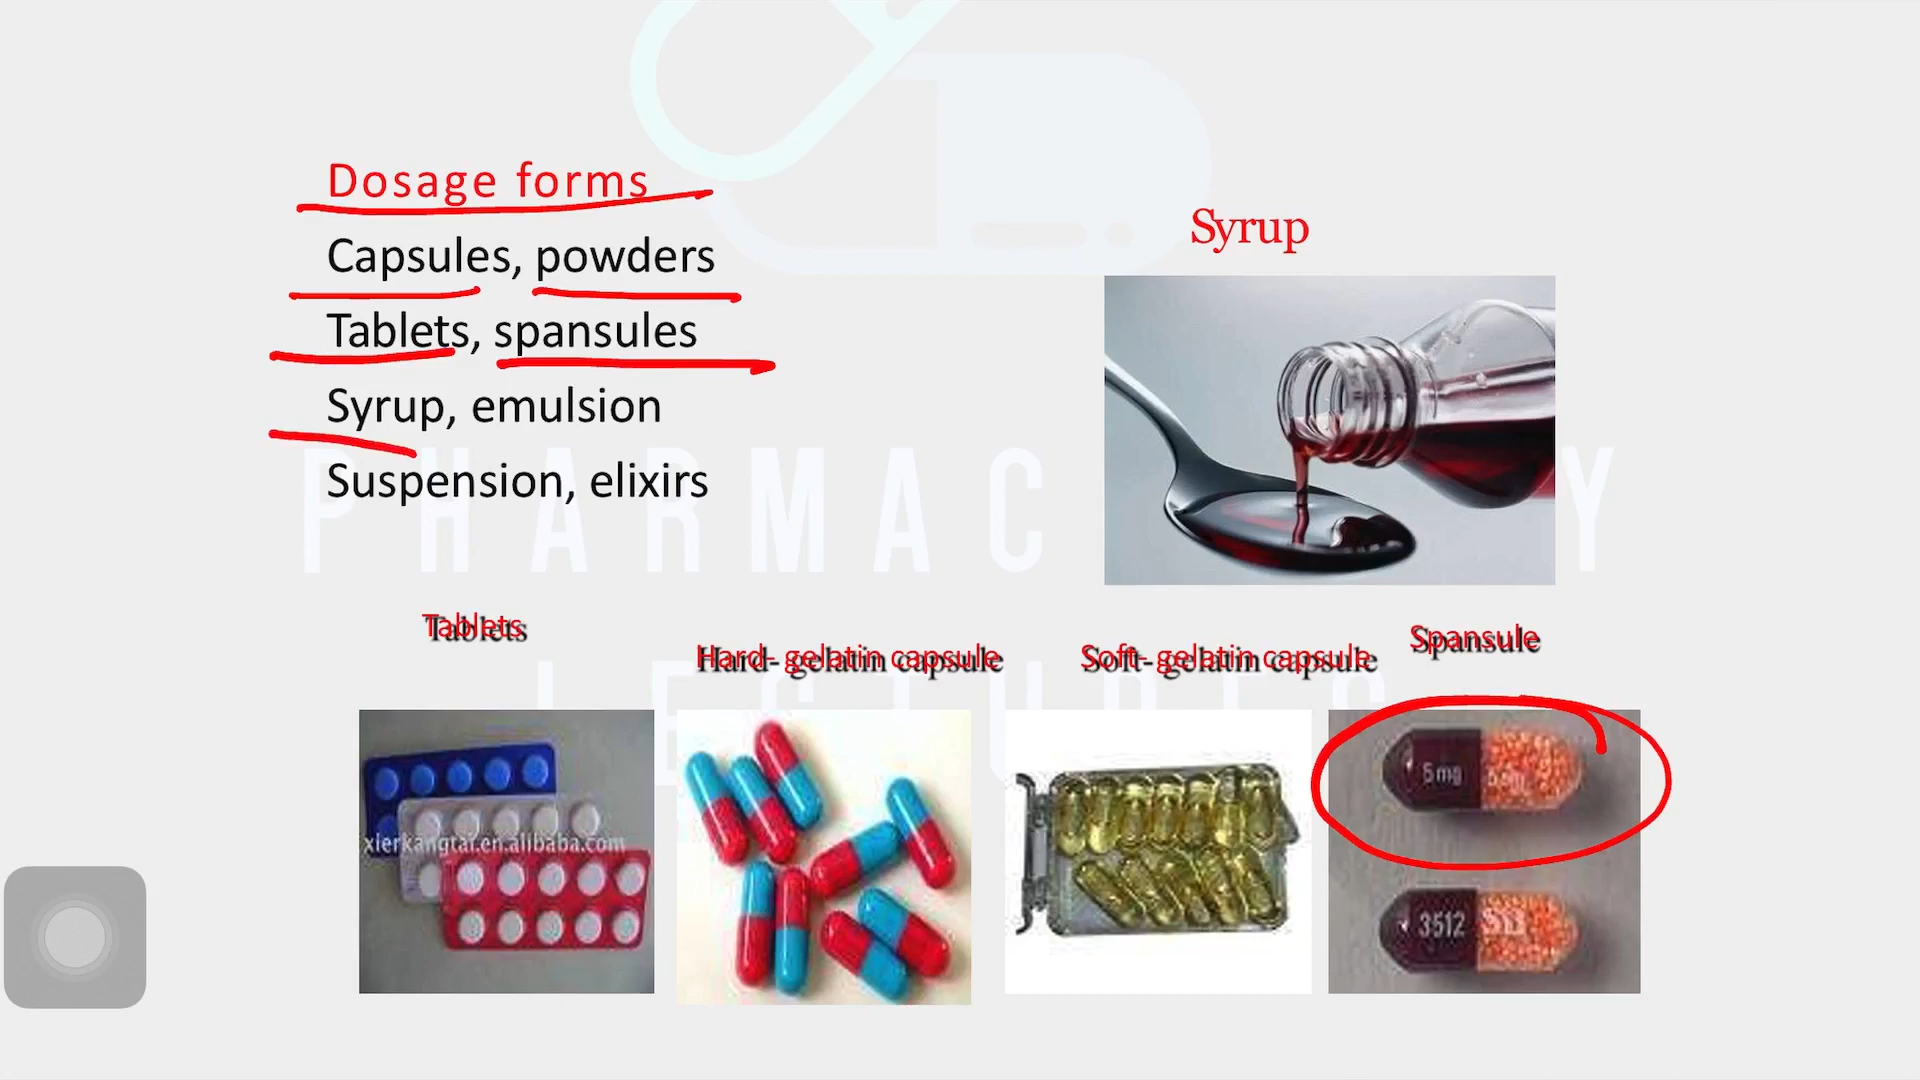 Dosage forms
Capsules, powders
Tablets, spansules
Syrup, emulsion
Suspension, elixirs
Syrup
PHARMAC Y
Tablets
Hard- gelatin capsule
Soft- gelatin capsule
Spansule
xierkangtai.en.alibaba.com
5mg
3512